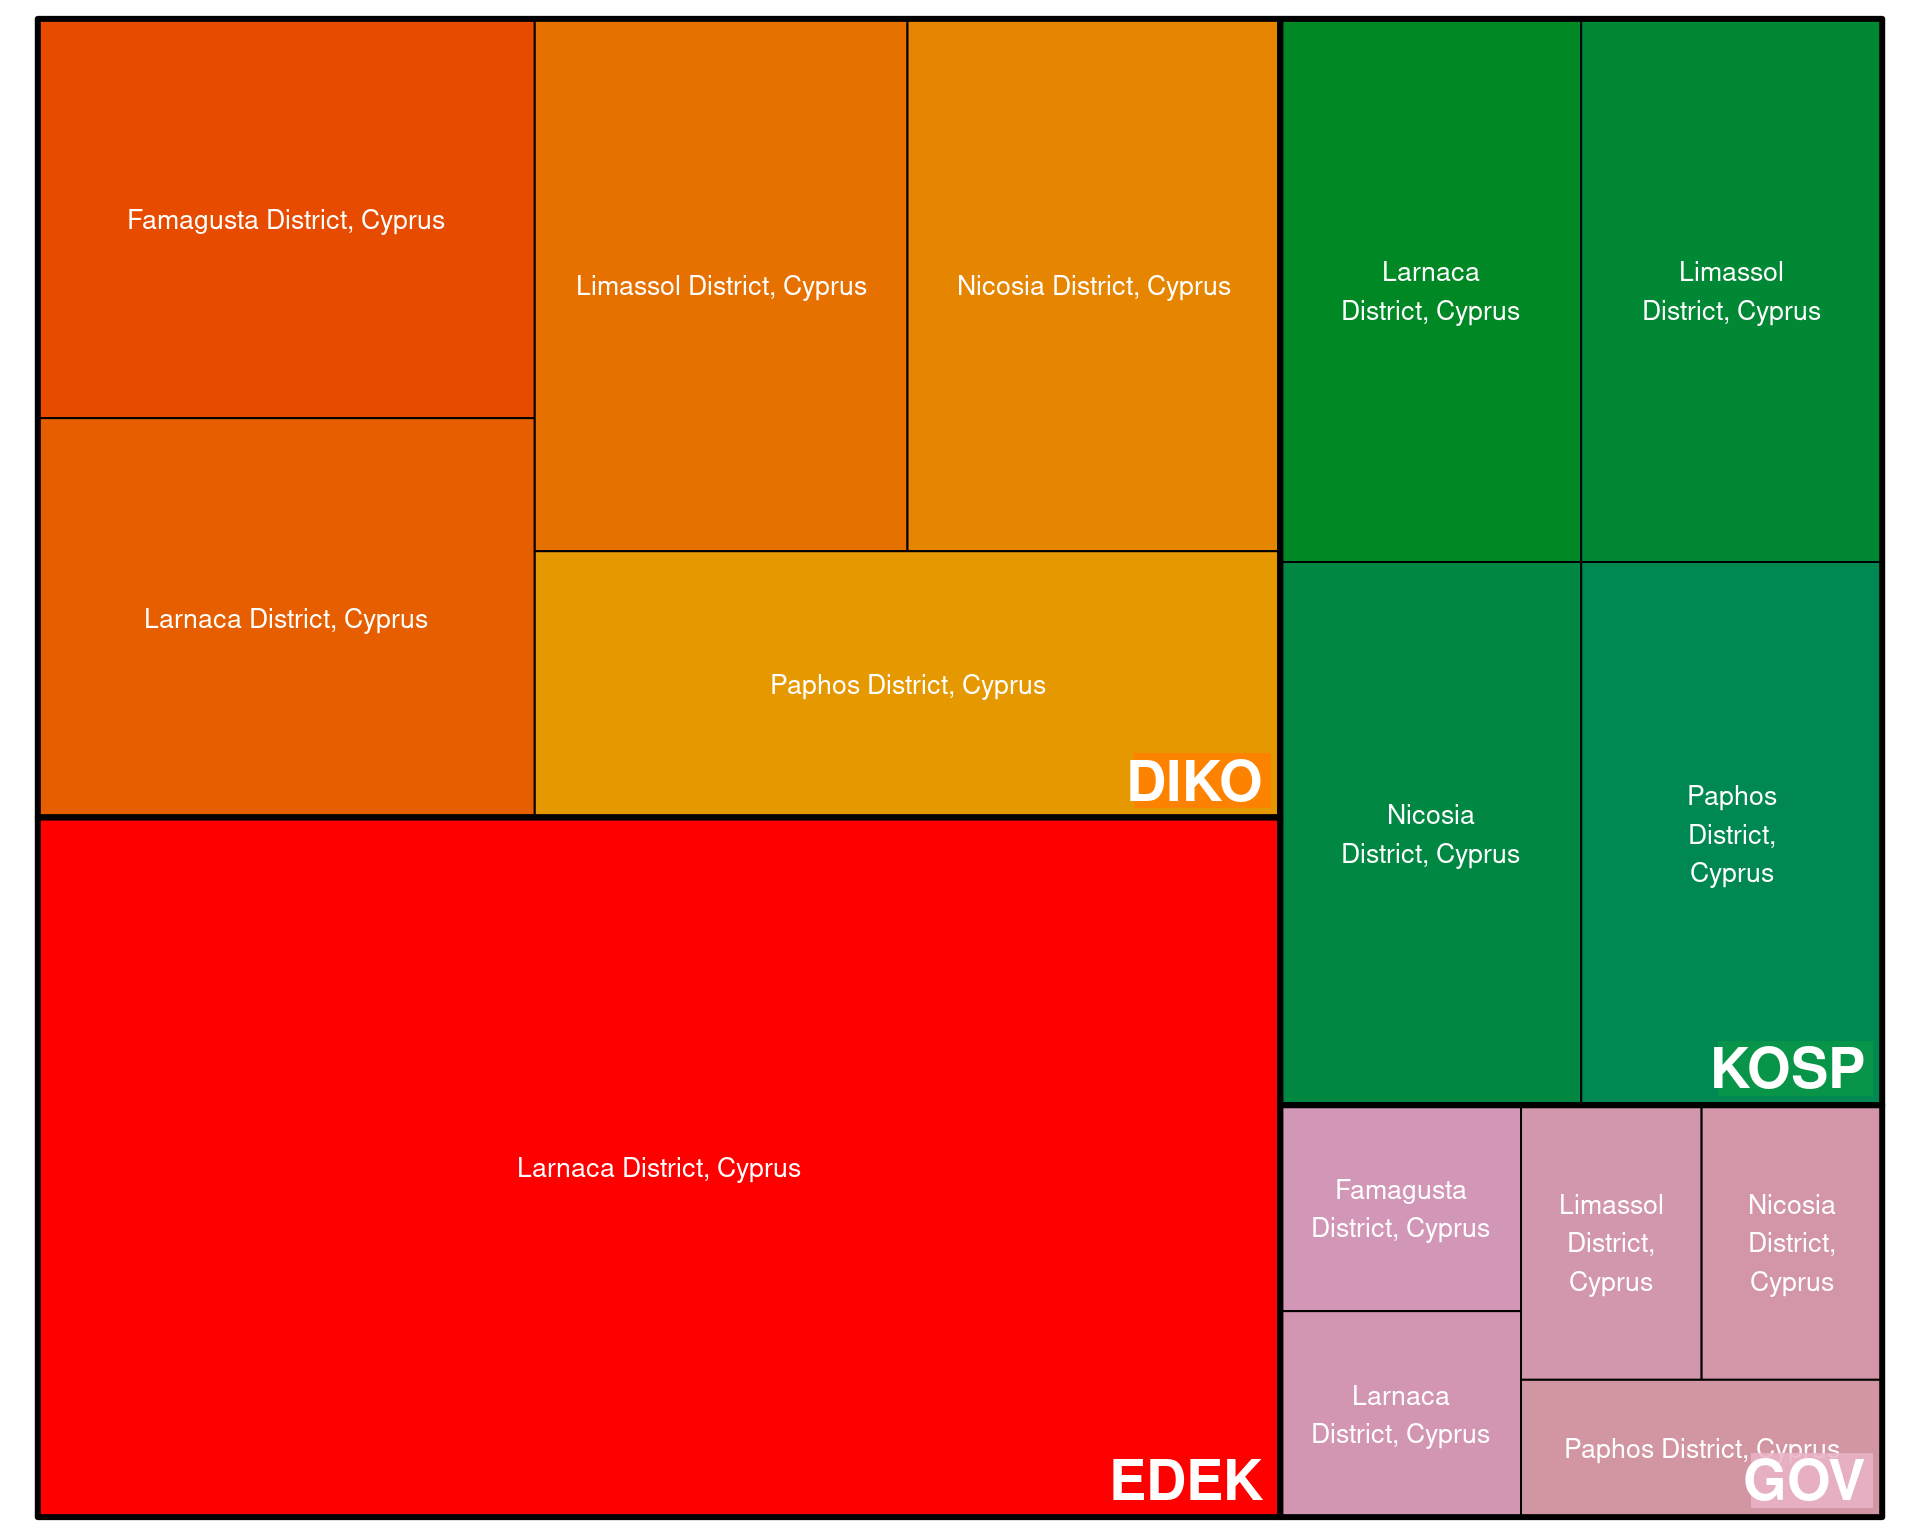 Famagusta District, Cyprus
Limassol District, Cyprus
Nicosia District, Cyprus
Larnaca District, Cyprus
Paphos District, Cyprus
DIKO
Larnaca
District, Cyprus
Limassol
District, Cyprus
Nicosia
District, Cyprus
Paphos
District,
Cyprus
KOSP
Larnaca District, Cyprus
EDEK
Famagusta
District, Cyprus
Limassol
District,
Cyprus
Nicosia
District,
Cyprus
Larnaca
District, Cyprus
Paphos District, Cyprus
GOV